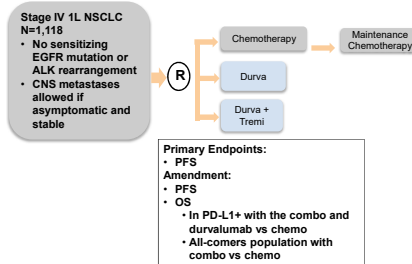 Stage IV 1L NSCLC
N=1,118
• No sensitizing
EGFR mutation or
ALK rearrangement
• CNS metastases
allowed if
asymptomatic and
stable
R
Chemotherapy
Maintenance
Chemotherapy
Durva
Durva +
Tremi
Primary Endpoints:
• PFS
Amendment:
• PFS
• OS
• In PD-L1+ with the combo and
durvalumab vs chemo
• All-comers population with
combo vs chemo